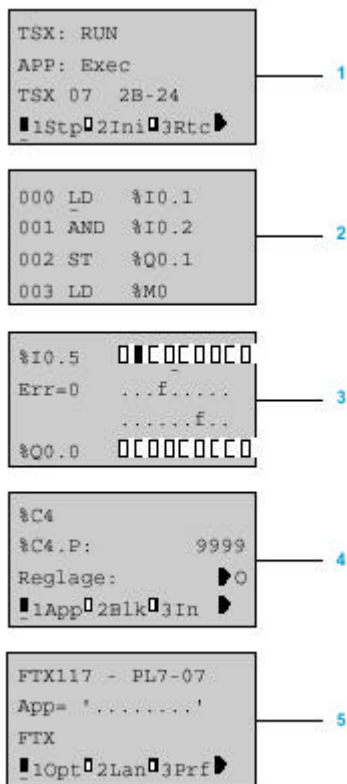 TSX: RUN
APP: Exec
TSX 07 2B-24
1Stp 2Ini 3Rtc
1
000 LD %I0.1
001 AND %I0.2
002 ST %Q0.1
003 LD %M0
2
%I0.5
Err=0 ...f.....
......f..
%Q0.0
3
%C4
%C4.P: 9999
Reglage: O
1App 2Blk 3In
4
FTX117 - PL7-07
App= '........'
FTX
1Opt 2Lan 3Prf
5